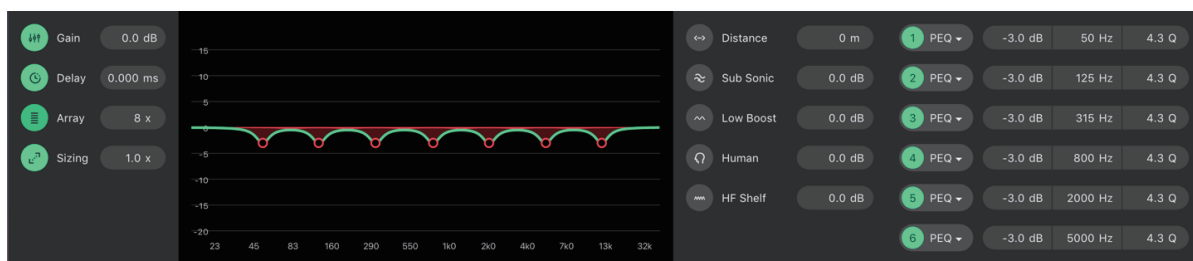 Gain 0.0 dB
Delay 0.000 ms
Array 8 x
Sizing 1.0 x
15
10
5
0
-5
-10
-15
-20
23 45 83 160 290 550 1k0 2k0 4k0 7k0 13k 32k
Distance 0 m
Sub Sonic 0.0 dB
Low Boost 0.0 dB
Human 0.0 dB
HF Shelf 0.0 dB
1 PEQ -3.0 dB 50 Hz 4.3 Q
2 PEQ -3.0 dB 125 Hz 4.3 Q
3 PEQ -3.0 dB 315 Hz 4.3 Q
4 PEQ -3.0 dB 800 Hz 4.3 Q
5 PEQ -3.0 dB 2000 Hz 4.3 Q
6 PEQ -3.0 dB 5000 Hz 4.3 Q